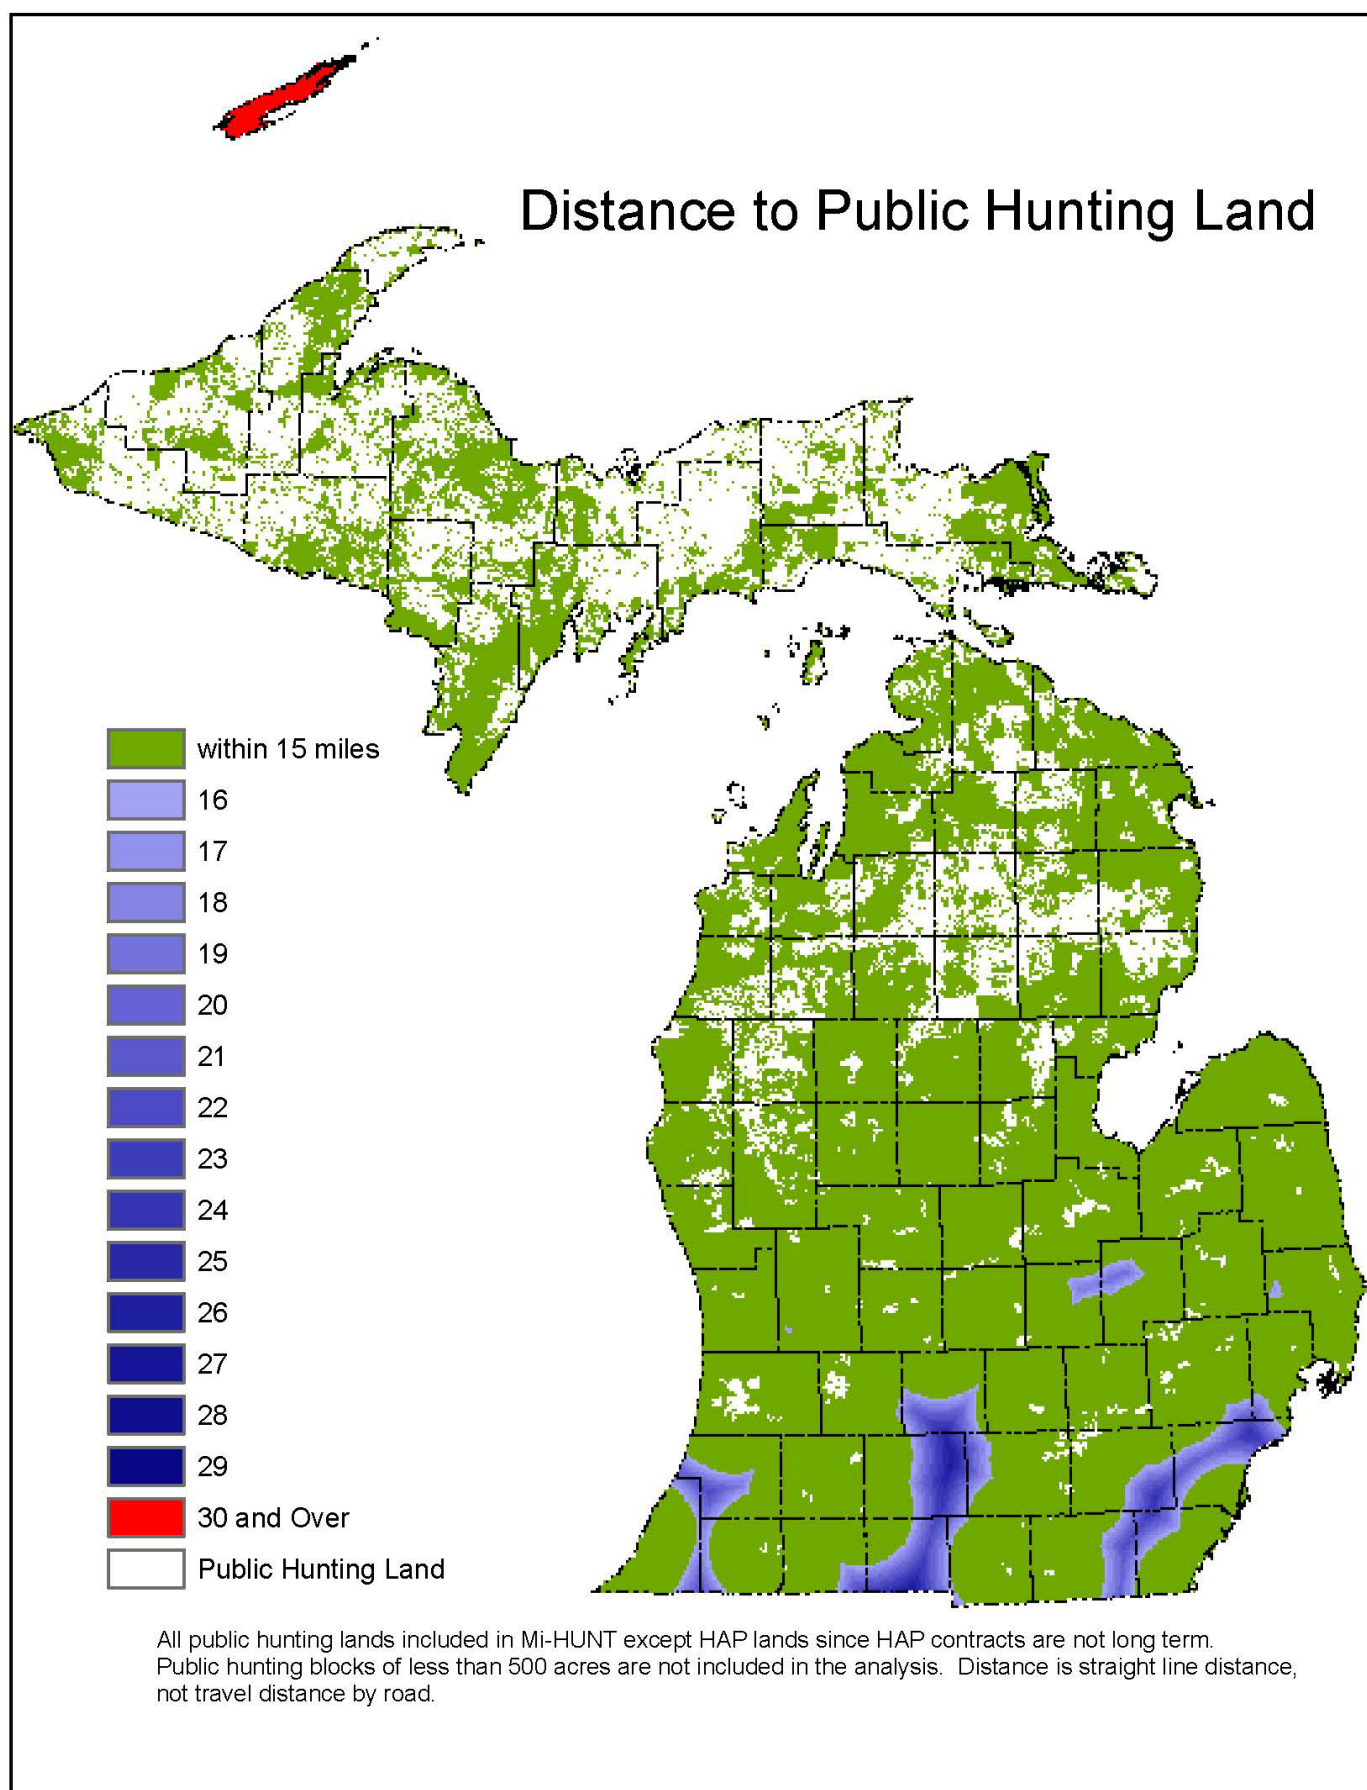 Distance to Public Hunting Land
within 15 miles
16
17
18
19
20
21
22
23
24
25
26
27
28
29
30 and Over
Public Hunting Land
All public hunting lands included in Mi-HUNT except HAP lands since HAP contracts are not long term.
Public hunting blocks of less than 500 acres are not included in the analysis.  Distance is straight line distance,
not travel distance by road.